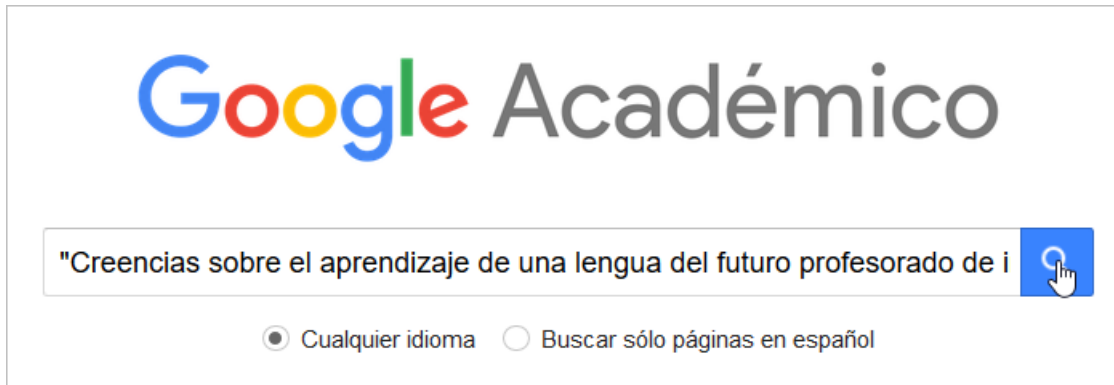 Google Académico
"Creencias sobre el aprendizaje de una lengua del futuro profesorado de i
Cualquier idioma Buscar sólo páginas en español